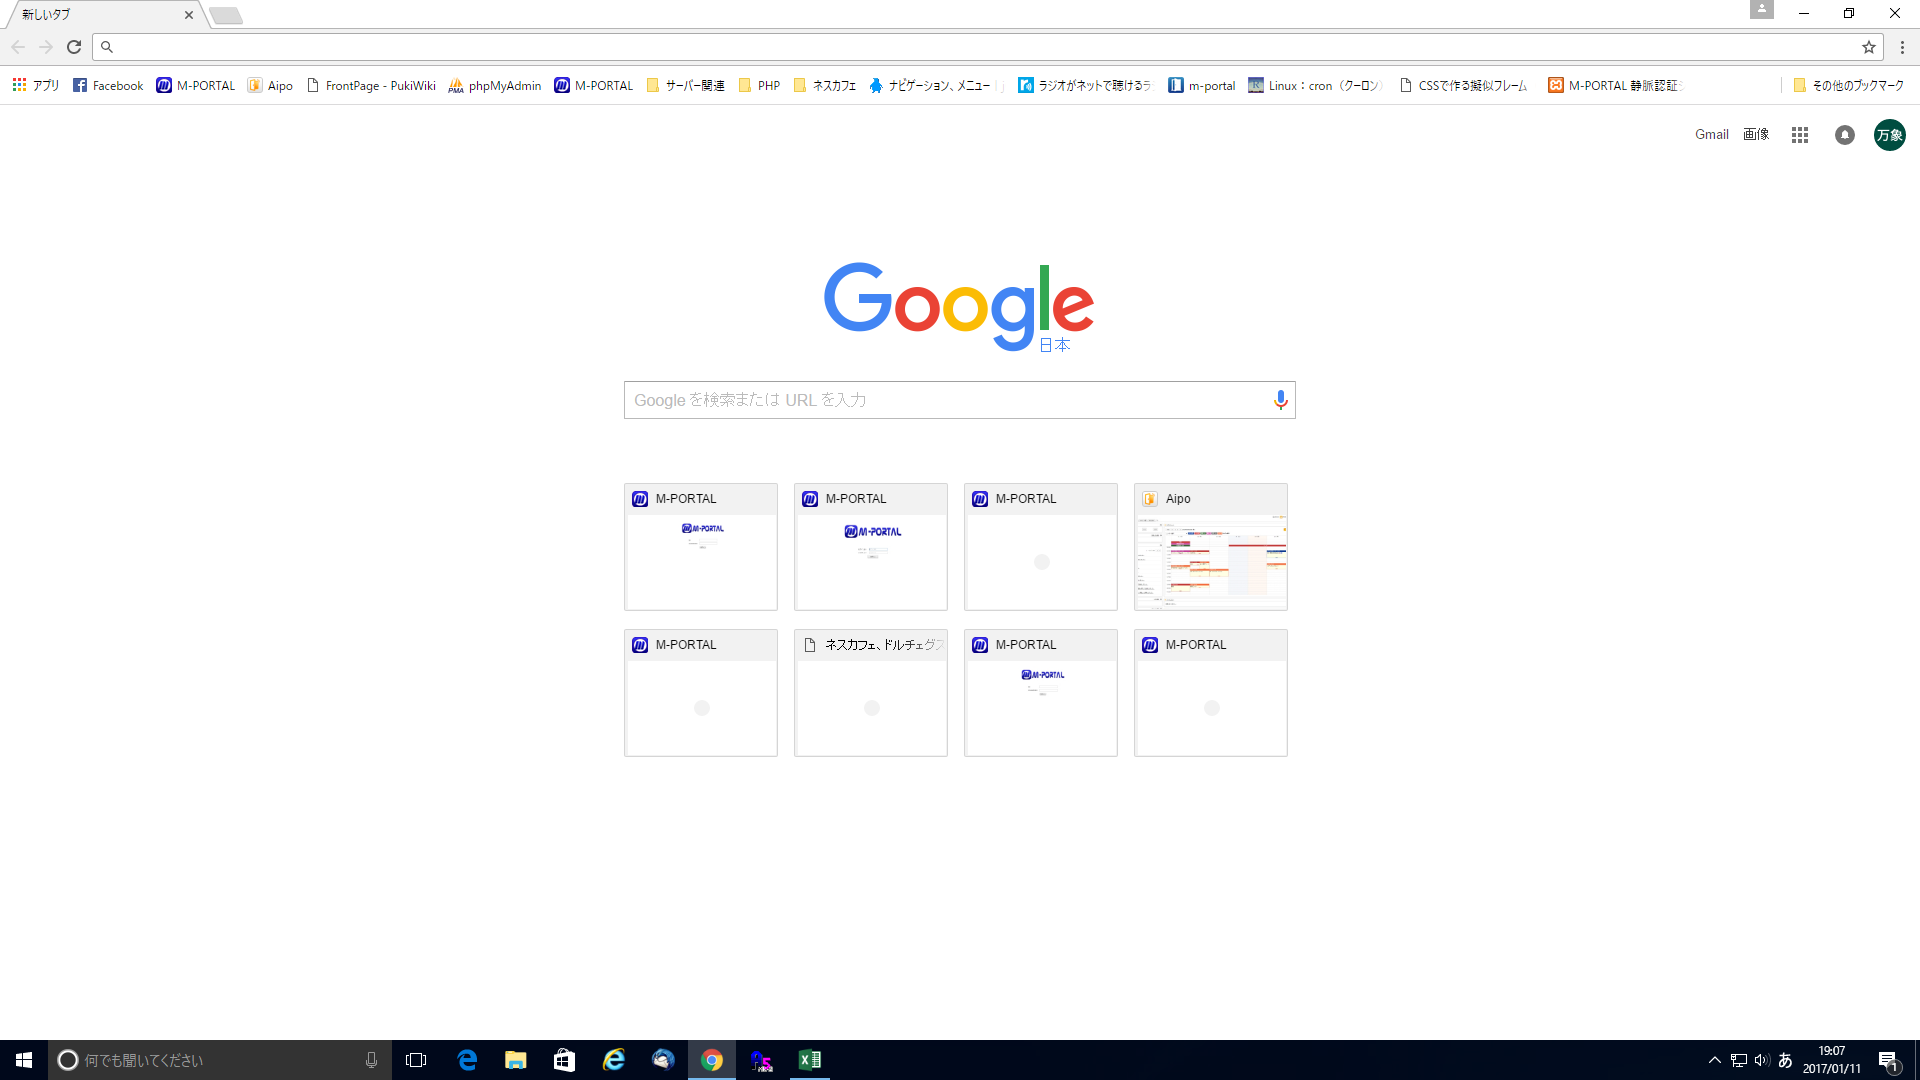 新しいタブ
アプリ Facebook M-PORTAL Aipo FrontPage - PukiWiki phpMyAdmin M-PORTAL サーバー関連 PHP ネスカフェ ナビゲーション、メニュー ラジオがネットで聴けるラ m-portal Linux：cron（クーロン） CSSで作る擬似フレーム M-PORTAL 静脈認証 その他のブックマーク
Gmail 画像 万象
Google
日本
Google を検索または URL を入力
M-PORTAL M-PORTAL M-PORTAL Aipo
M-PORTAL M-PORTAL
M-PORTAL ネスカフェ、ドルチェグス M-PORTAL M-PORTAL
M-PORTAL
何でも聞いてください
あ
19:07
2017/01/11
1